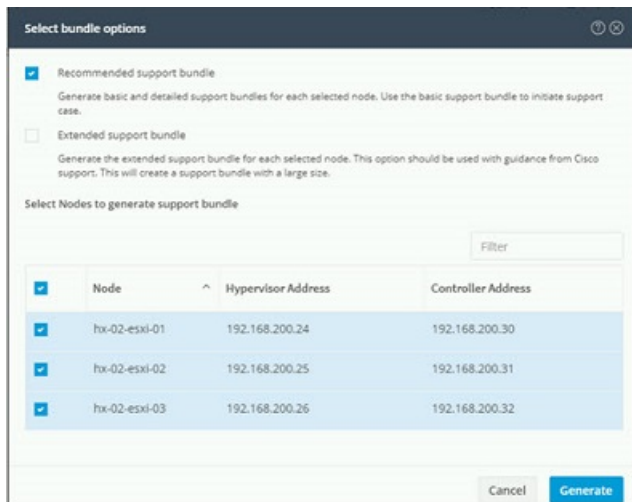 Select bundle options
Recommended support bundle
Generate basic and detailed support bundles for each selected node. Use the basic support bundle to initiate support
case.
Extended support bundle
Generate the extended support bundle for each selected node. This option should be used with guidance from Cisco
support. This will create a support bundle with a large size.
Select Nodes to generate support bundle
Filter
Node Hypervisor Address Controller Address
hx-02-esxi-01 192.168.200.24 192.168.200.30
hx-02-esxi-02 192.168.200.25 192.168.200.31
hx-02-esxi-03 192.168.200.26 192.168.200.32
Cancel Generate